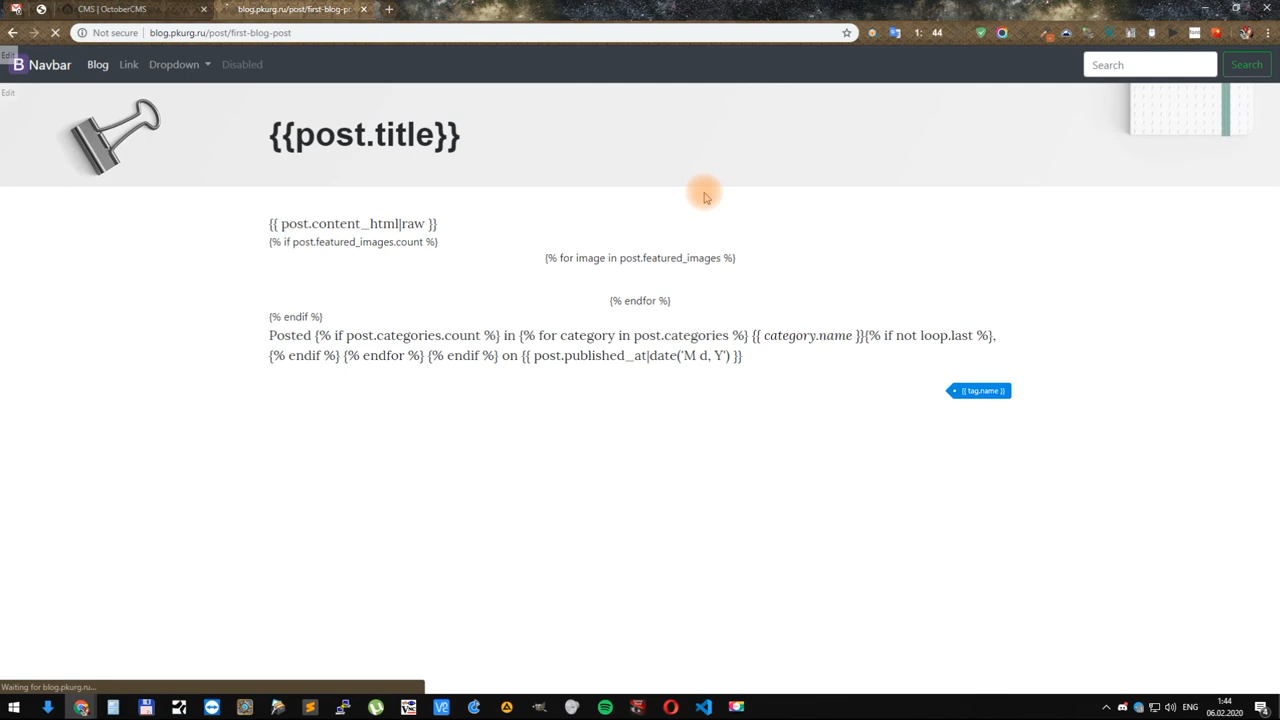 CMS | OctoberCMS
blog.pkurg.ru/post/first-blog-p
Not secure
blog.pkurg.ru/post/first-blog-post
1: 44
Edit
B Navbar
Blog
Link
Dropdown
Disabled
Search
Search
Edit
{{post.title}}
{{ post.content_html|raw }}
{% if post.featured_images.count %}
{% for image in post.featured_images %}
{% endfor %}
{% endif %}
Posted {% if post.categories.count %} in {% for category in post.categories %} {{ category.name }}{% if not loop.last %},
{% endif %} {% endfor %} {% endif %} on {{ post.published_at|date('M d, Y') }}
{{ tag.name }}
Waiting for blog.pkurg.ru...
ENG
1:44
06.02.2020
4